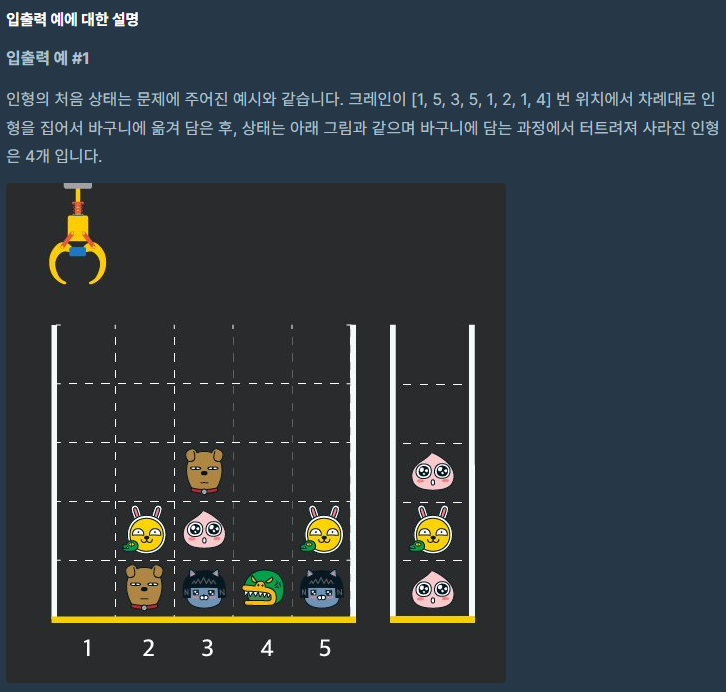 입출력 예에 대한 설명
입출력 예 #1
인형의 처음 상태는 문제에 주어진 예시와 같습니다. 크레인이 [1, 5, 3, 5, 1, 2, 1, 4] 번 위치에서 차례대로 인
형을 집어서 바구니에 옮겨 담은 후, 상태는 아래 그림과 같으며 바구니에 담는 과정에서 터트려져 사라진 인형
은 4개 입니다.
1 2 3 4 5